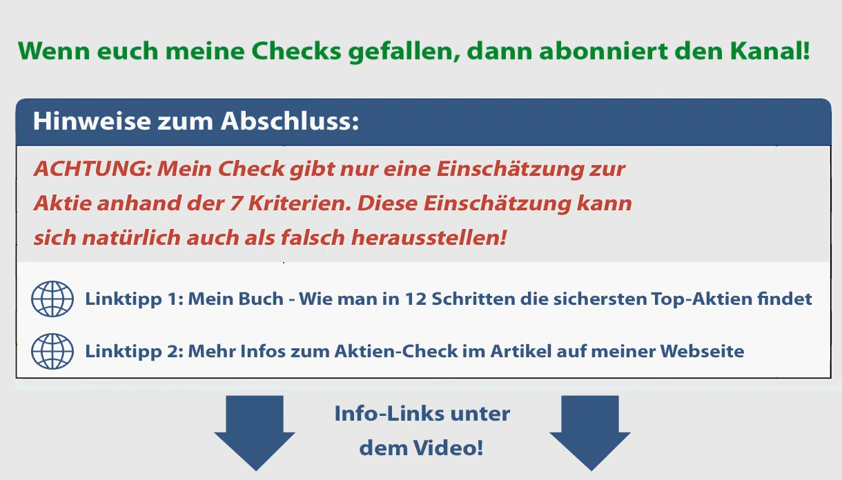 Wenn euch meine Checks gefallen, dann abonniert den Kanal!
Hinweise zum Abschluss:
ACHTUNG: Mein Check gibt nur eine Einschätzung zur
Aktie anhand der 7 Kriterien. Diese Einschätzung kann
sich natürlich auch als falsch herausstellen!
Linktipp 1: Mein Buch - Wie man in 12 Schritten die sichersten Top-Aktien findet
Linktipp 2: Mehr Infos zum Aktien-Check im Artikel auf meiner Webseite
Info-Links unter
dem Video!